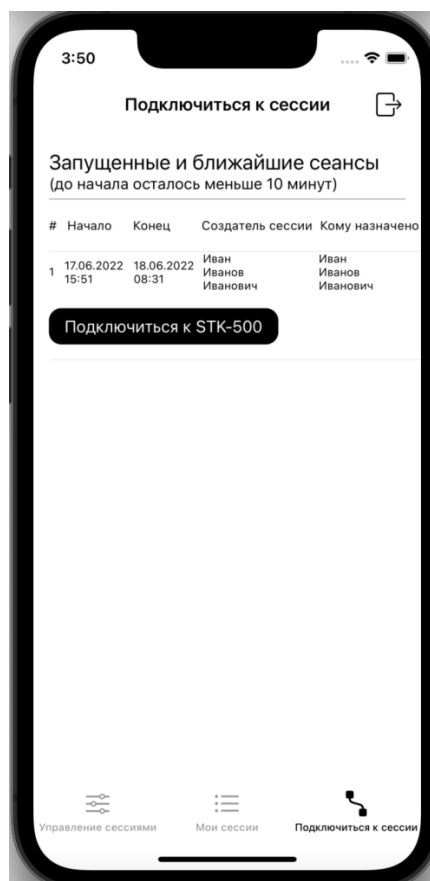 3:50
Подключиться к сессии
Запущенные и ближайшие сеансы
(до начала осталось меньше 10 минут)
# Начало Конец Создатель сессии Кому назначено
1 17.06.2022 15:51 18.06.2022 08:31 Иван Иванов Иванович Иван Иванов Иванович
Подключиться к STK-500
Управление сессиями Мои сессии Подключиться к сессии